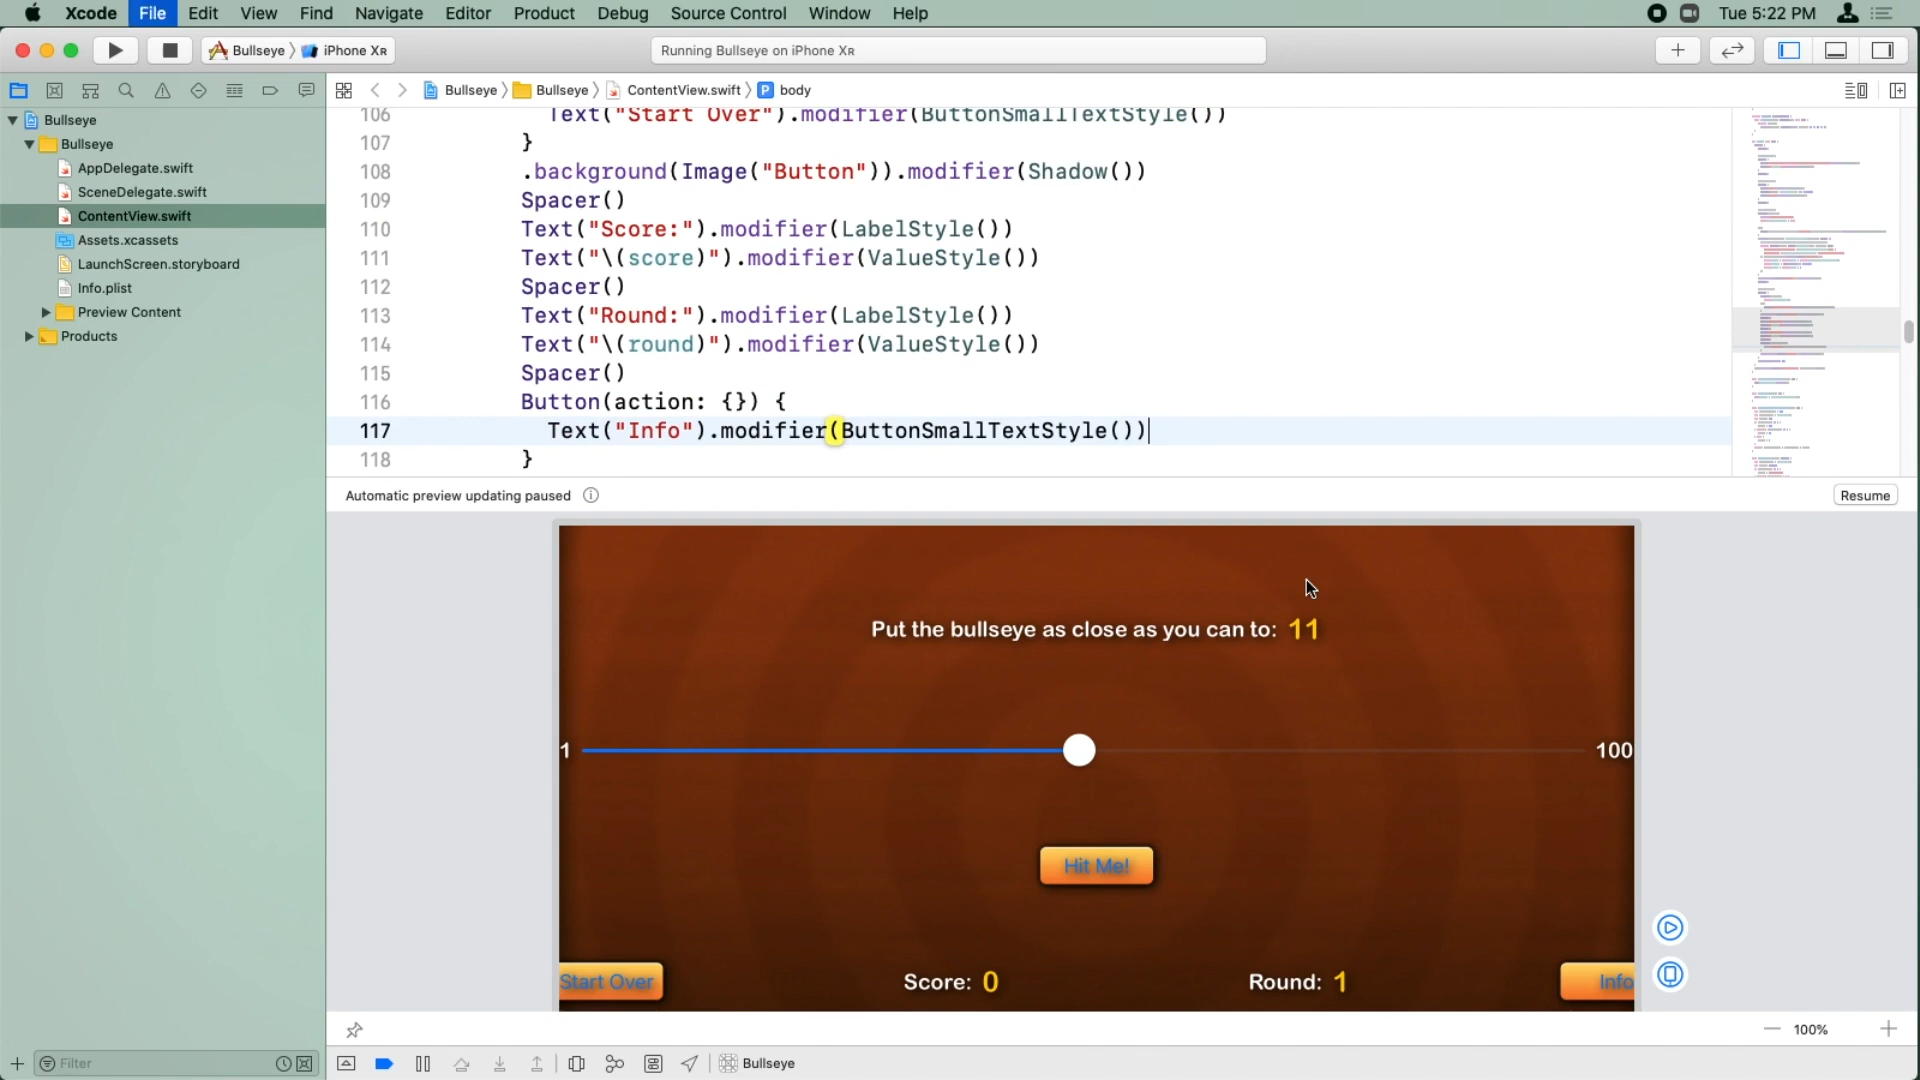 Xcode File Edit View Find Navigate Editor Product Debug Source Control Window Help Tue 5:22 PM
Bullseye iPhone XR Running Bullseye on iPhone XR
Bullseye Bullseye ContentView.swift P body
Bullseye
Bullseye
AppDelegate.swift
SceneDelegate.swift
ContentView.swift
Assets.xcassets
LaunchScreen.storyboard
Info.plist
Preview Content
Products
106 Text("Start Over").modifier(ButtonSmallTextStyle())
107 }
108 .background(Image("Button")).modifier(Shadow())
109 Spacer()
110 Text("Score:").modifier(LabelStyle())
111 Text("\(score)").modifier(ValueStyle())
112 Spacer()
113 Text("Round:").modifier(LabelStyle())
114 Text("\(round)").modifier(ValueStyle())
115 Spacer()
116 Button(action: {}) {
117 Text("Info").modifier(ButtonSmallTextStyle())
118 }
Automatic preview updating paused Resume
Put the bullseye as close as you can to: 11
1 100
Hit Me!
Start Over Score: 0 Round: 1 Info
100%
Filter Bullseye